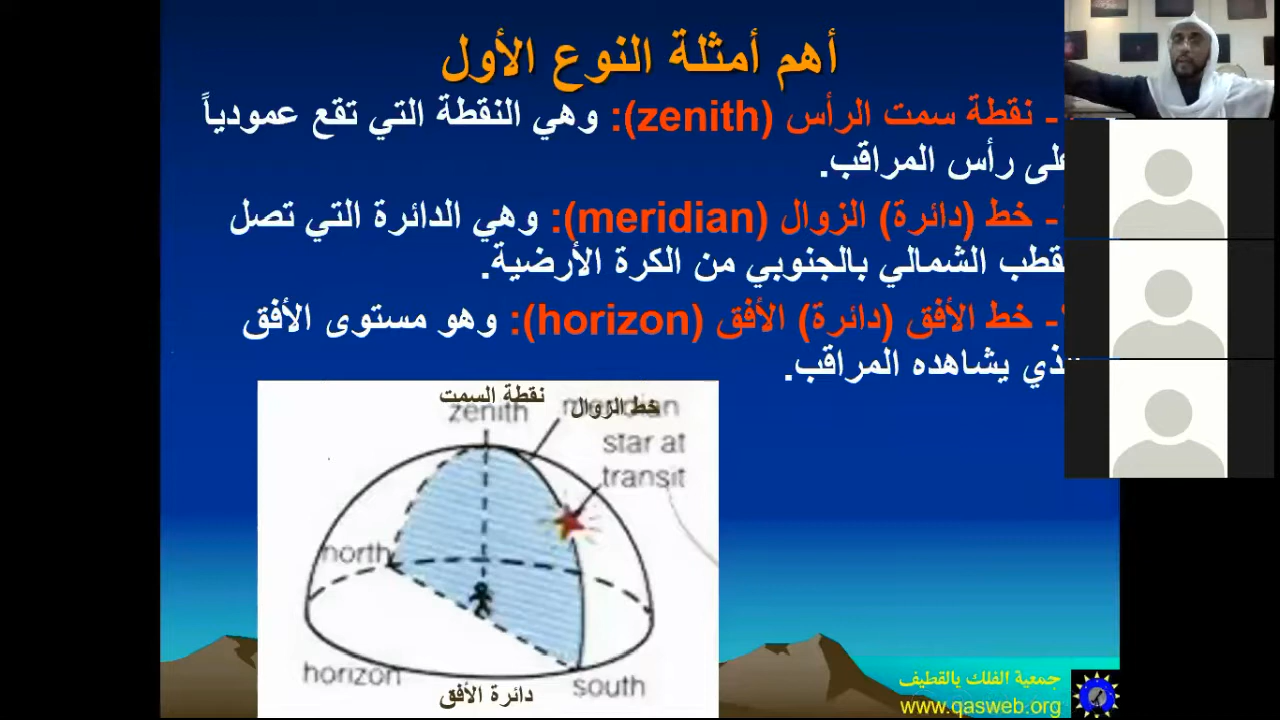 أهم أمثلة النوع الأول
- نقطة سمت الرأس (zenith): وهي النقطة التي تقع عمودياً
رأس المراقب.
- خط (دائرة) الزوال (meridian): وهي الدائرة التي تصل
الشمالي بالجنوبي من الكرة الأرضية.
- خط الأفق (دائرة) الأفق (horizon): وهو مستوى الأفق
يشاهده المراقب.
نقطة السمت
zenith
خط الزوال
meridian
star at
transit
north
horizon
south
دائرة الأفق
جمعية الفلك بالقطيف
www.qasweb.org